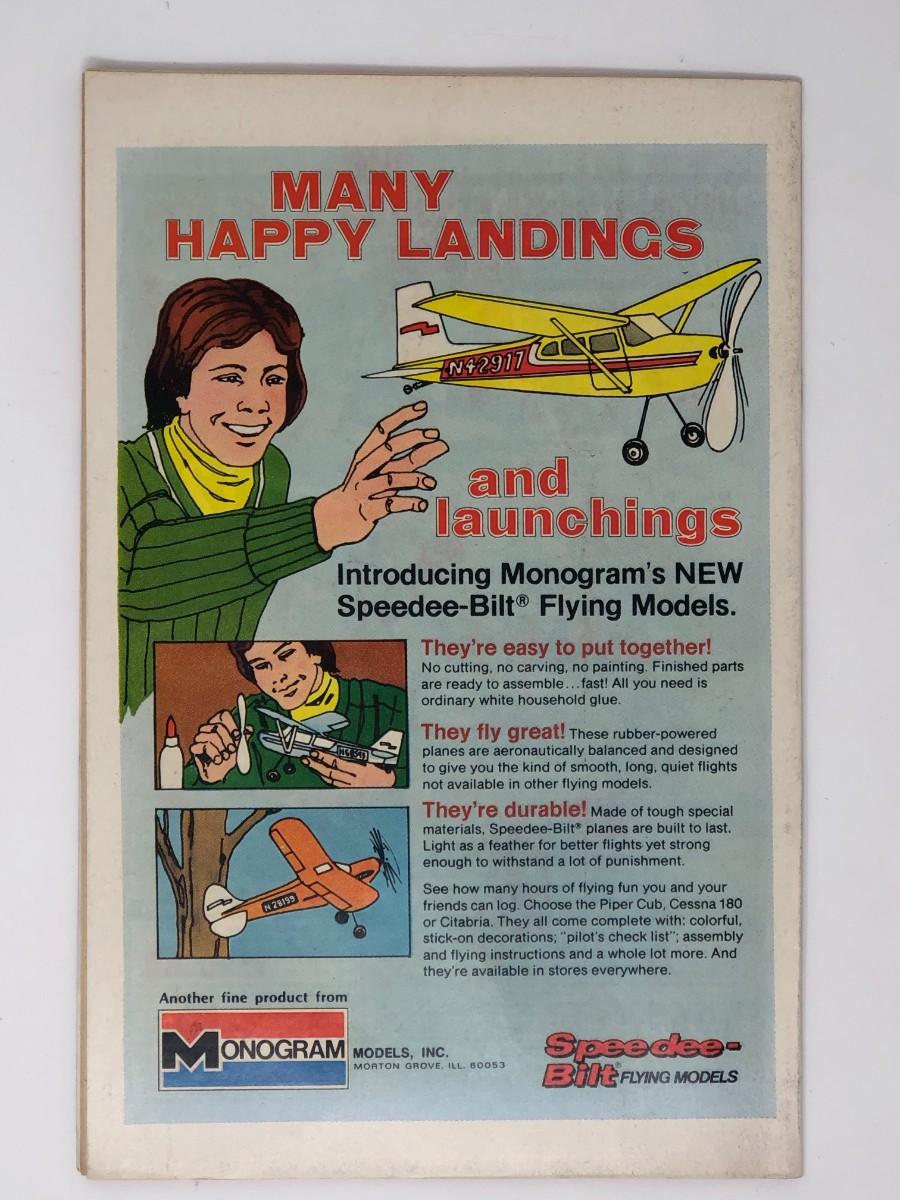 MANY
HAPPY LANDINGS
N42917
and
launchings
Introducing Monogram's NEW
Speedee-Bilt® Flying Models.
They're easy to put together!
No cutting, no carving, no painting. Finished parts
are ready to assemble...fast! All you need is
ordinary white household glue.
They fly great! These rubber-powered
planes are aeronautically balanced and designed
to give you the kind of smooth, long, quiet flights
not available in other flying models.
They're durable! Made of tough special
materials, Speedee-Bilt® planes are built to last.
Light as a feather for better flights yet strong
enough to withstand a lot of punishment.
N28199
See how many hours of flying fun you and your
friends can log. Choose the Piper Cub, Cessna 180
or Citabria. They all come complete with: colorful,
stick-on decorations; "pilot's check list"; assembly
and flying instructions and a whole lot more. And
they're available in stores everywhere.
Another fine product from
MONOGRAM MODELS, INC.
MORTON GROVE, ILL. 60053
Speedee-
Bilt® FLYING MODELS